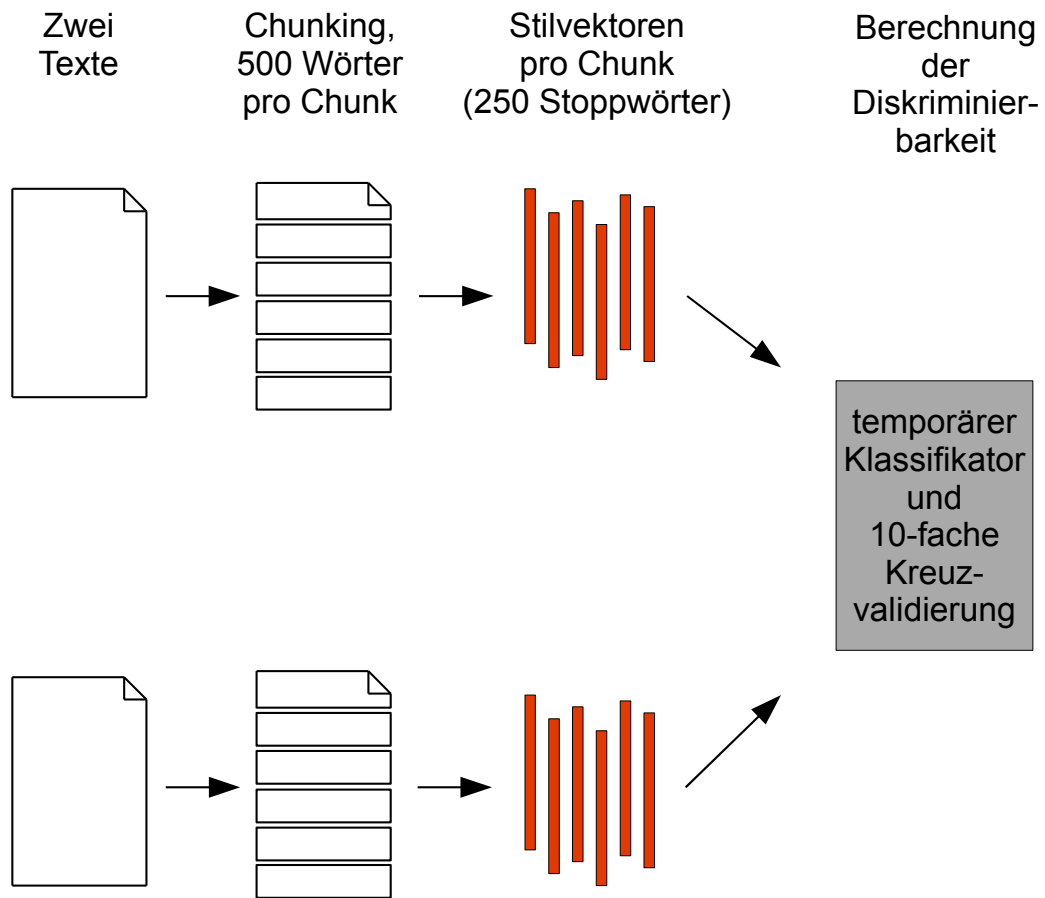 Zwei
Texte
Chunking,
500 Wörter
pro Chunk
Stilvektoren
pro Chunk
(250 Stoppwörter)
Berechnung
der
Diskriminier-
barkeit
temporärer
Klassifikator
und
10-fache
Kreuz-
validierung